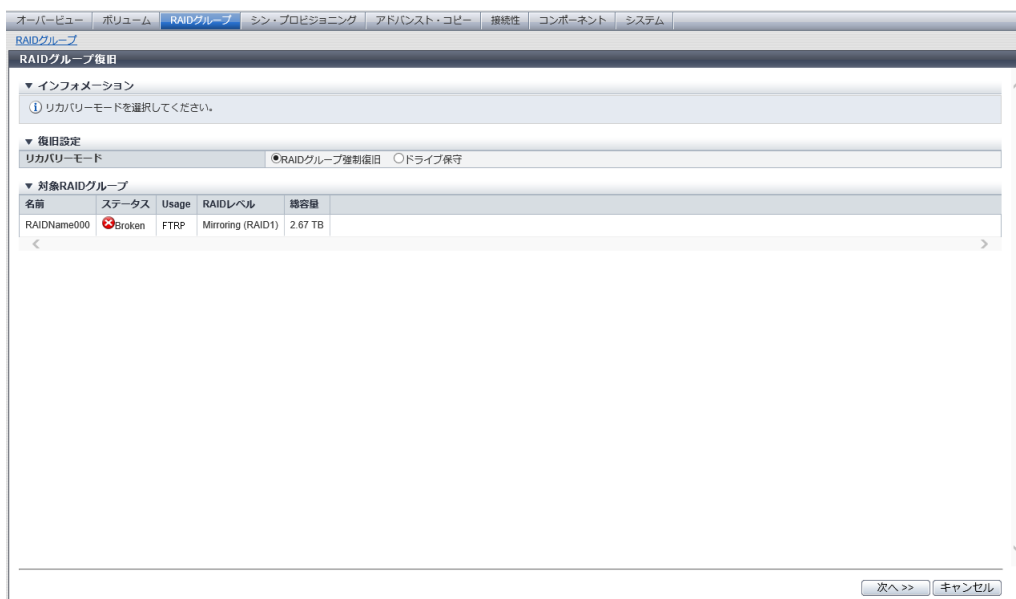 オーバービュー ボリューム RAIDグループ シン・プロビジョニング アドバンスト・コピー 接続性 コンポーネント システム
RAIDグループ
RAIDグループ復旧
▼ インフォメーション
リカバリーモードを選択してください。
▼ 復旧設定
リカバリーモード RAIDグループ強制復旧 ドライブ保守
▼ 対象RAIDグループ
名前 ステータス Usage RAIDレベル 総容量
RAIDName000 Broken FTRP Mirroring (RAID1) 2.67 TB
次へ >> キャンセル